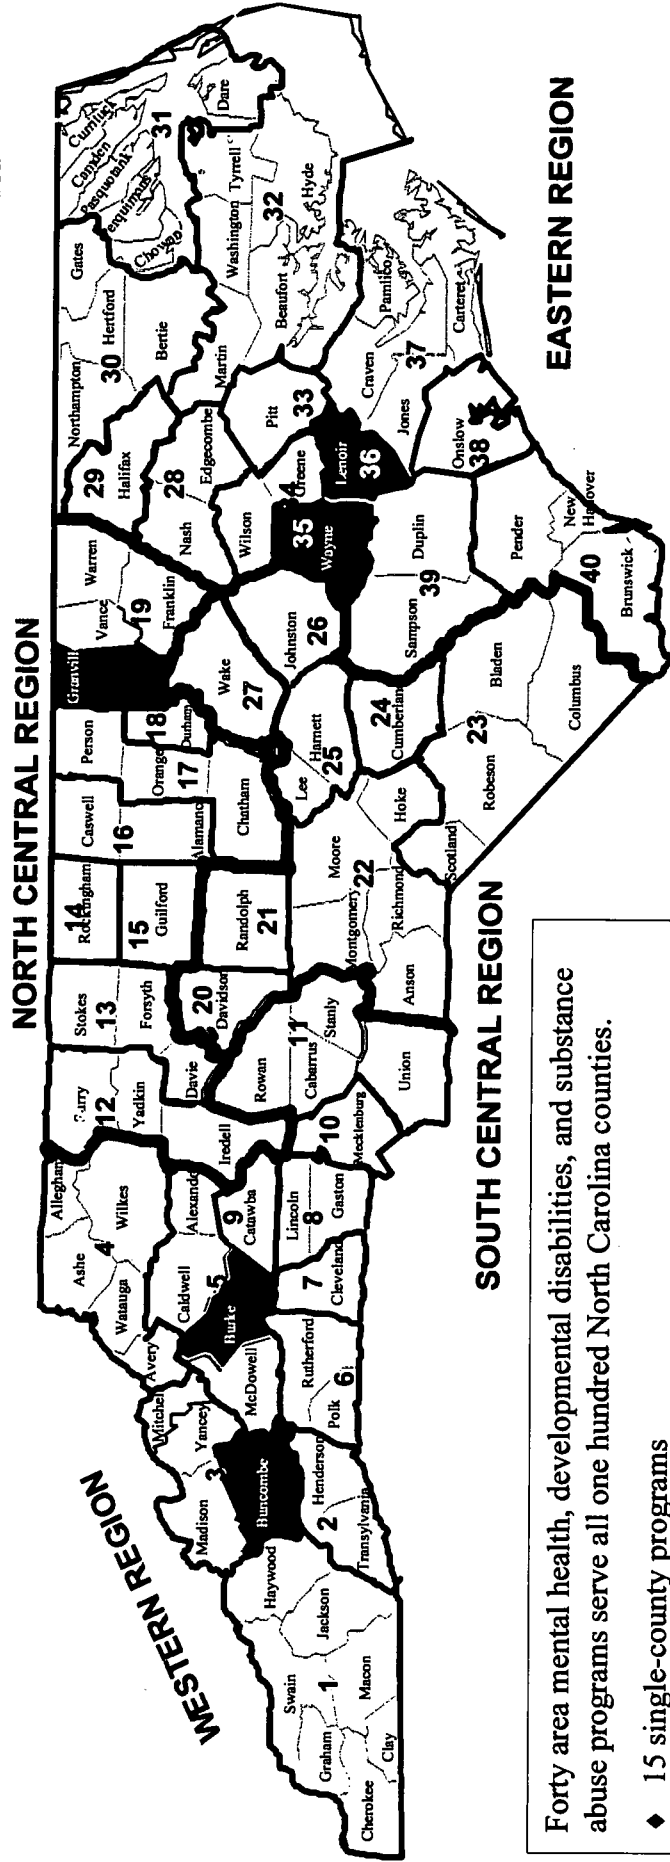 NORTH CENTRAL REGION
WESTERN REGION
SOUTH CENTRAL REGION
EASTERN REGION
Cherokee
Graham
Swain
1
Clay
Macon
Jackson
Haywood
Transylvania
2
Henderson
Buncombe
Madison
3
Yancey
Mitchell
Avery
McDowell
Polk
6
Rutherford
Burke
5
Caldwell
Watauga
Ashe
4
Wilkes
Alleghan
Alexand
9
Catawba
7
Cleveland
Lincoln
8
Gaston
10
Mecklenburg
Iredell
12
Yadkin
Davie
Rowan
11
Cabarrus
Stanly
Union
Stokes
13
Forsyth
20
Davidson
14
Rockingham
15
Guilford
Randolph
21
Montgomery
22
Moore
Richmond
Anson
Scotland
Hoke
Caswell
16
Alamanc
Chatham
Person
Orange
17
18
Durham
Lee
Harnett
25
24
Cumberland
Robeson
23
Bladen
Columbus
Wake
27
Johnston
26
Vance
Warren
19
Franklin
Sampson
39
Duplin
Pender
New
Hanover
40
Brunswick
Wayne
35
Wilson
Nash
28
Edgecombe
29
Halifax
Northampton
30
Hertford
Gates
Bertie
Martin
Pitt
33
Greene
34
Lenoir
36
Jones
Craven
37
Pamlico
Carteret
Onslow
38
Beaufort
32
Hyde
Washington
Tyrrell
Dare
31
Chowan
erquimans
Pasquotank
Camden
Currituck
Forty area mental health, developmental disabilities, and substance
abuse programs serve all one hundred North Carolina counties.
♦ 15 single-county programs